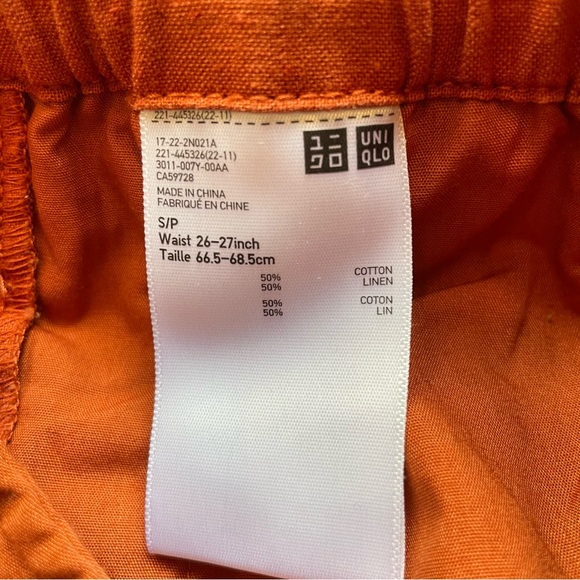 221-445326(22-11)
17-22-2N021A
221-445326(22-11)
3011-007Y-00AA
CA59728
MADE IN CHINA
FABRIQUÉ EN CHINE
ユニ
クロ
UNI
QLO
S/P
Waist 26-27inch
Taille 66.5-68.5cm
50% COTTON
50% LINEN
50% COTON
50% LIN